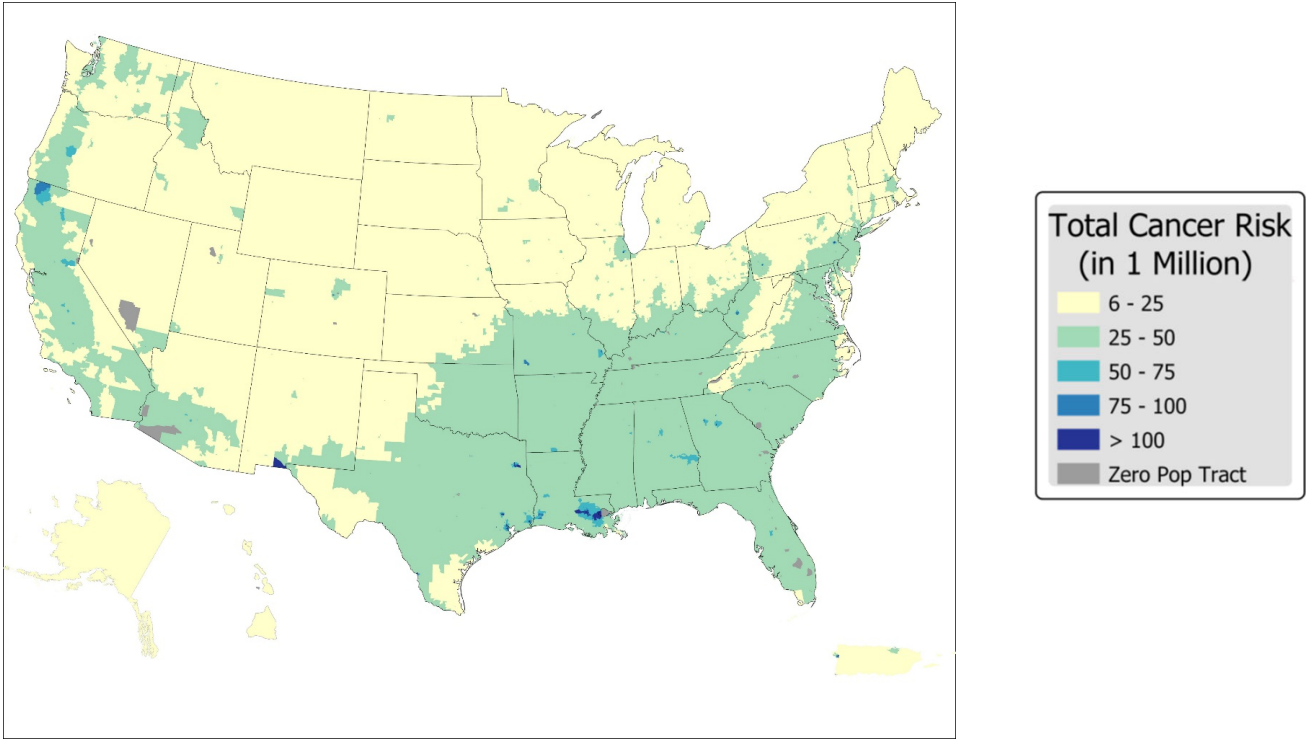 Total Cancer Risk
(in 1 Million)
6 - 25
25 - 50
50 - 75
75 - 100
> 100
Zero Pop Tract